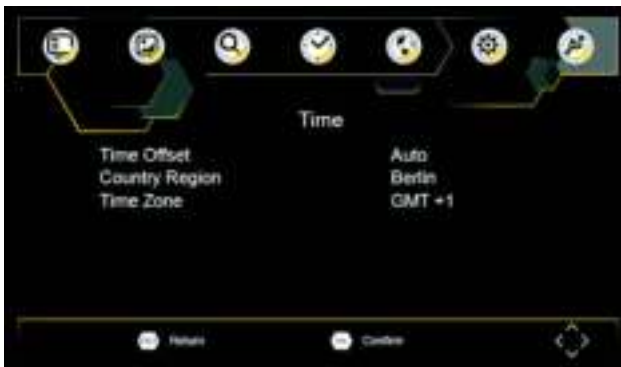 Time
Time Offset Auto
Country Region Berlin
Time Zone GMT +1
Return Confirm